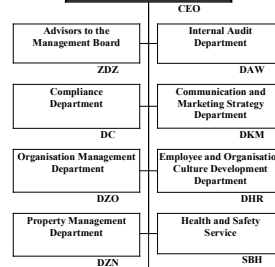 CEO
Advisors to the
Management Board
ZDZ
Internal Audit
Department
DAW
Compliance
Department
DC
Communication and
Marketing Strategy
Department
DKM
Organisation Management
Department
DZO
Employee and Organisatio
Culture Development
Department
DHR
Property Management
Department
DZN
Health and Safety
Service
SBH